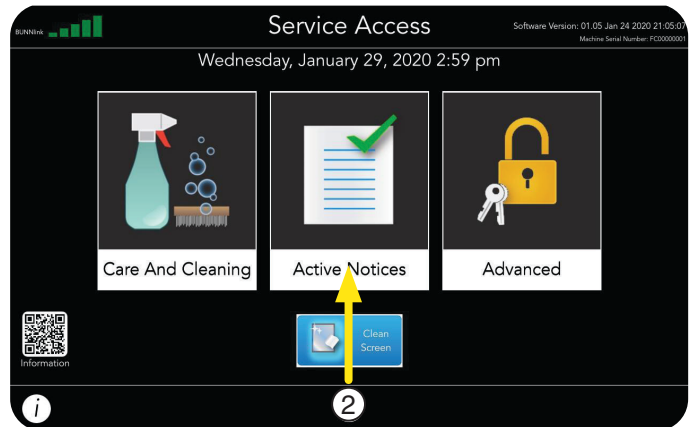 BUNNlink
Service Access
Software Version: 01.05 Jan 24 2020 21:05:07
Machine Serial Number: FC00000001
Wednesday, January 29, 2020 2:59 pm
Care And Cleaning
Active Notices
Advanced
Clean
Screen
Information
i
2